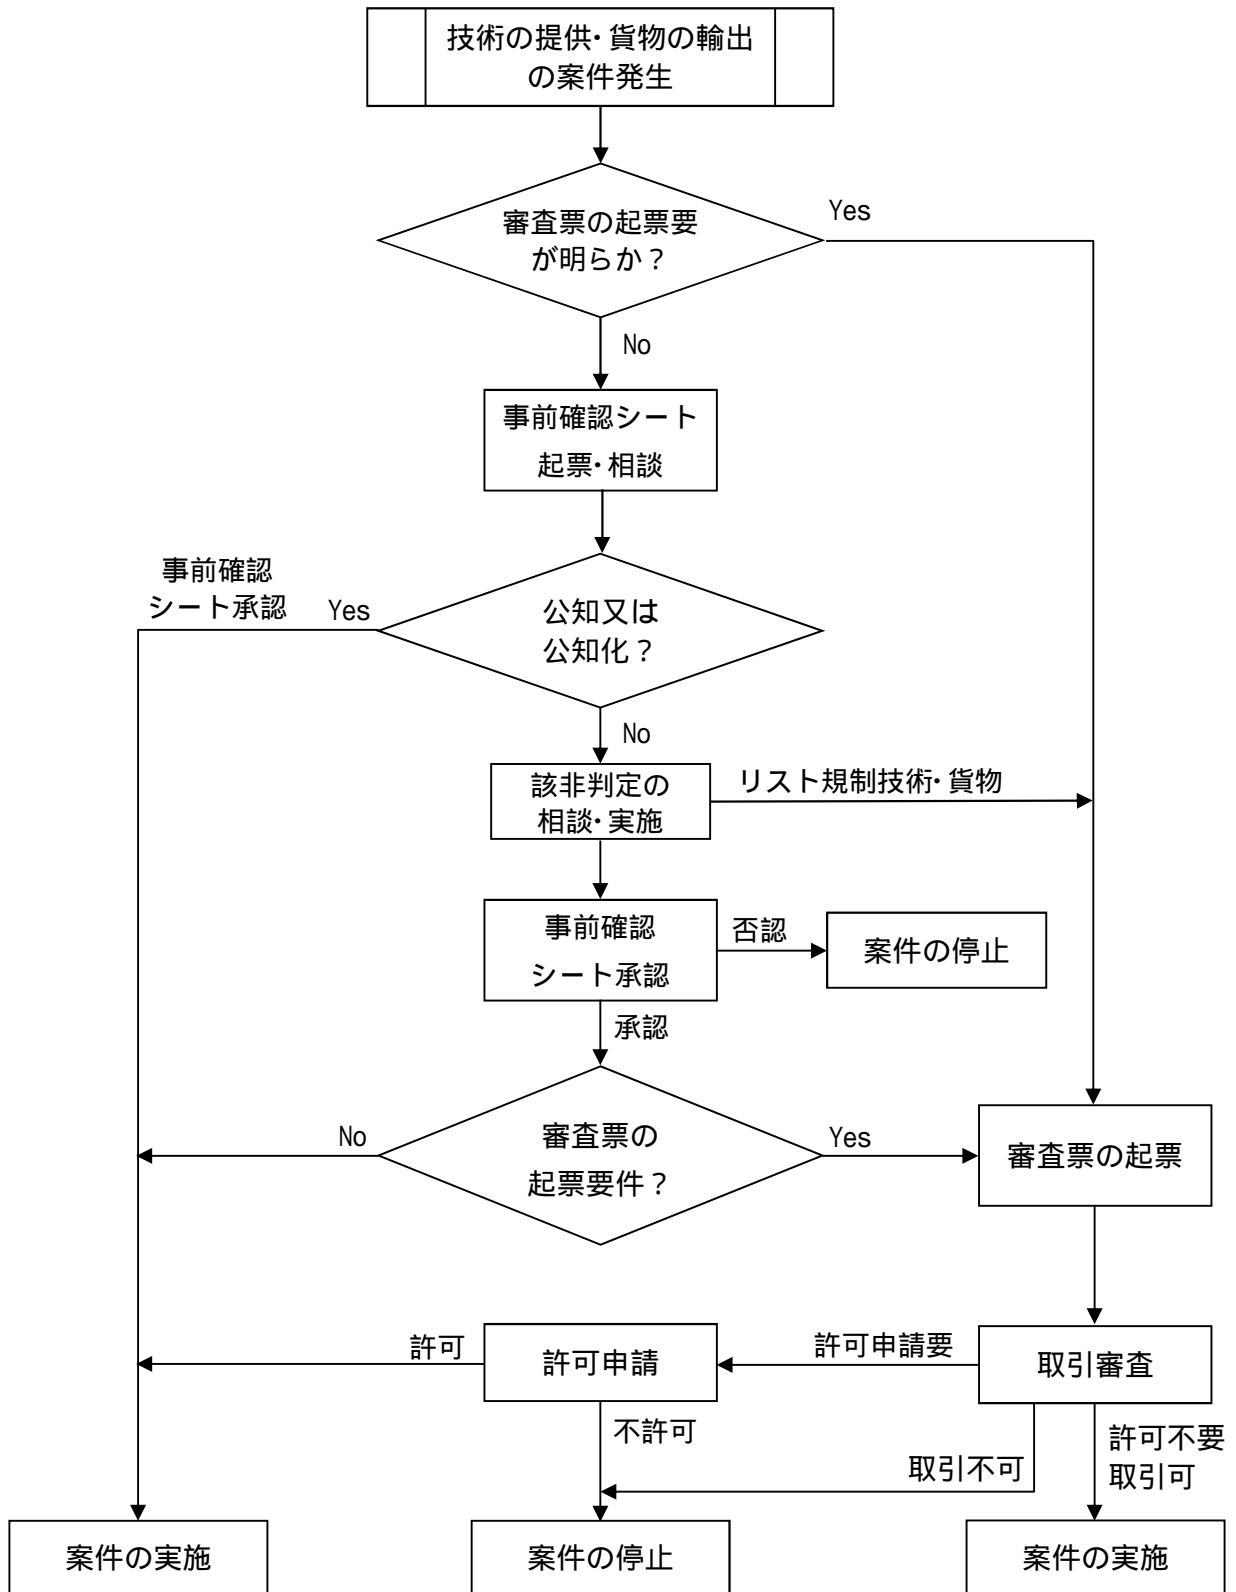 技術の提供・貨物の輸出
の案件発生
審査票の起票要
が明らか？
Yes
No
事前確認シート
起票・相談
事前確認
シート承認
Yes
公知又は
公知化？
No
該非判定の
相談・実施
リスト規制技術・貨物
事前確認
シート承認
否認
案件の停止
承認
No
審査票の
起票要件？
Yes
審査票の起票
許可
許可申請
許可申請要
取引審査
不許可
取引不可
許可不要
取引可
案件の実施
案件の停止
案件の実施